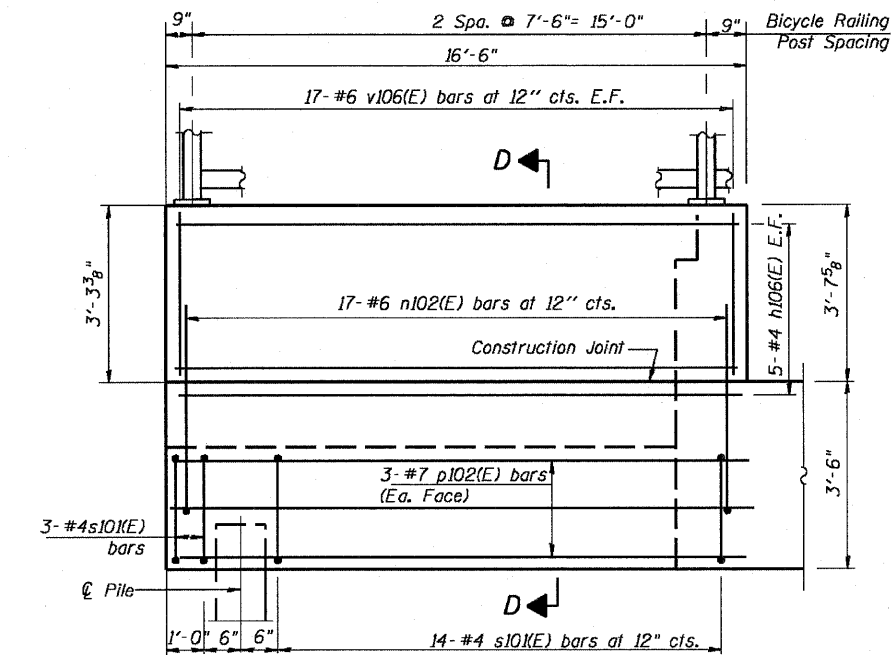 9"
2 Spa. @ 7'-6"= 15'-0"
9"
Bicycle Railing
Post Spacing
16'-6"
17- #6 v106(E) bars at 12" cts. E.F.
D
3'-3 3/8"
17-#6 n102(E) bars at 12" cts.
Construction Joint
5-#4 h106(E) E.F.
3'-7 5/8"
3-#7 p102(E) bars
(Ea. Face)
3'-6"
3-#4s101(E)
bars
℄ Pile
D
1'-0"
6"
6"
14-#4 s101(E) bars at 12" cts.